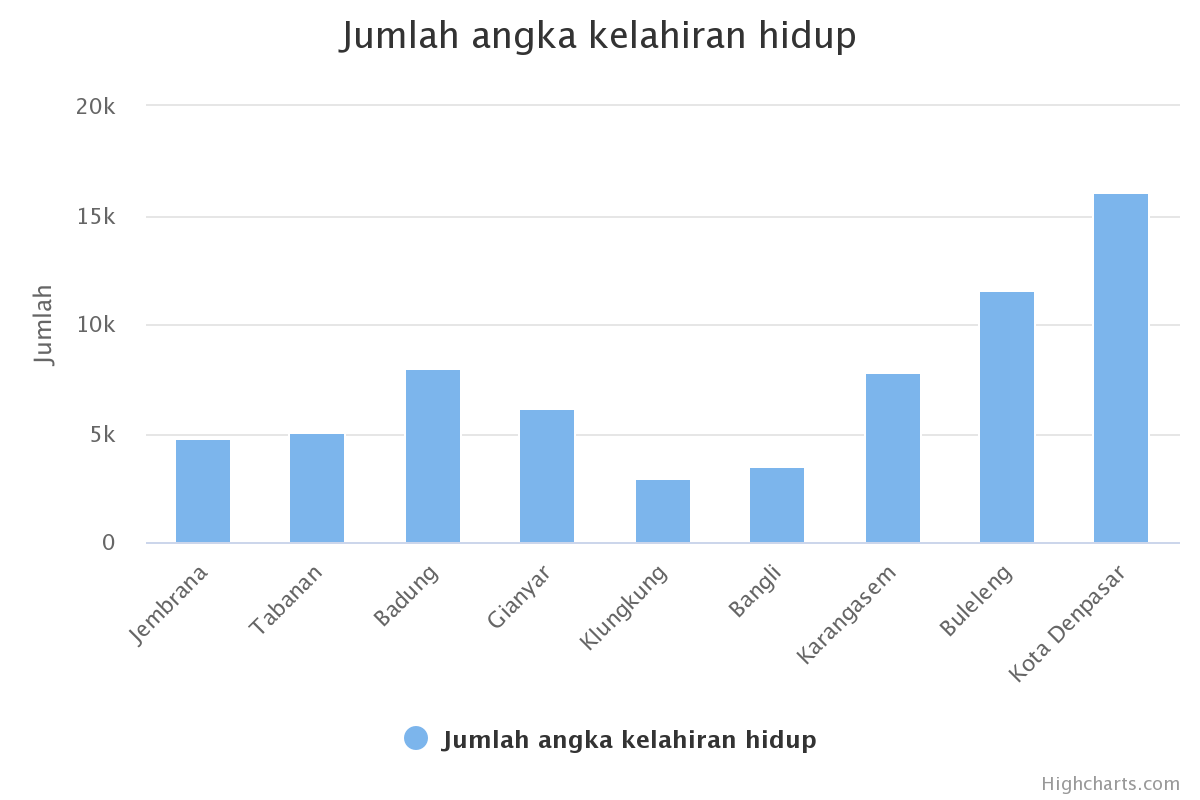 Jumlah angka kelahiran hidup
Jumlah
20k
15k
10k
5k
0
Jembrana
Tabanan
Badung
Gianyar
Klungkung
Bangli
Karangasem
Buleleng
Kota Denpasar
Jumlah angka kelahiran hidup
Highcharts.com